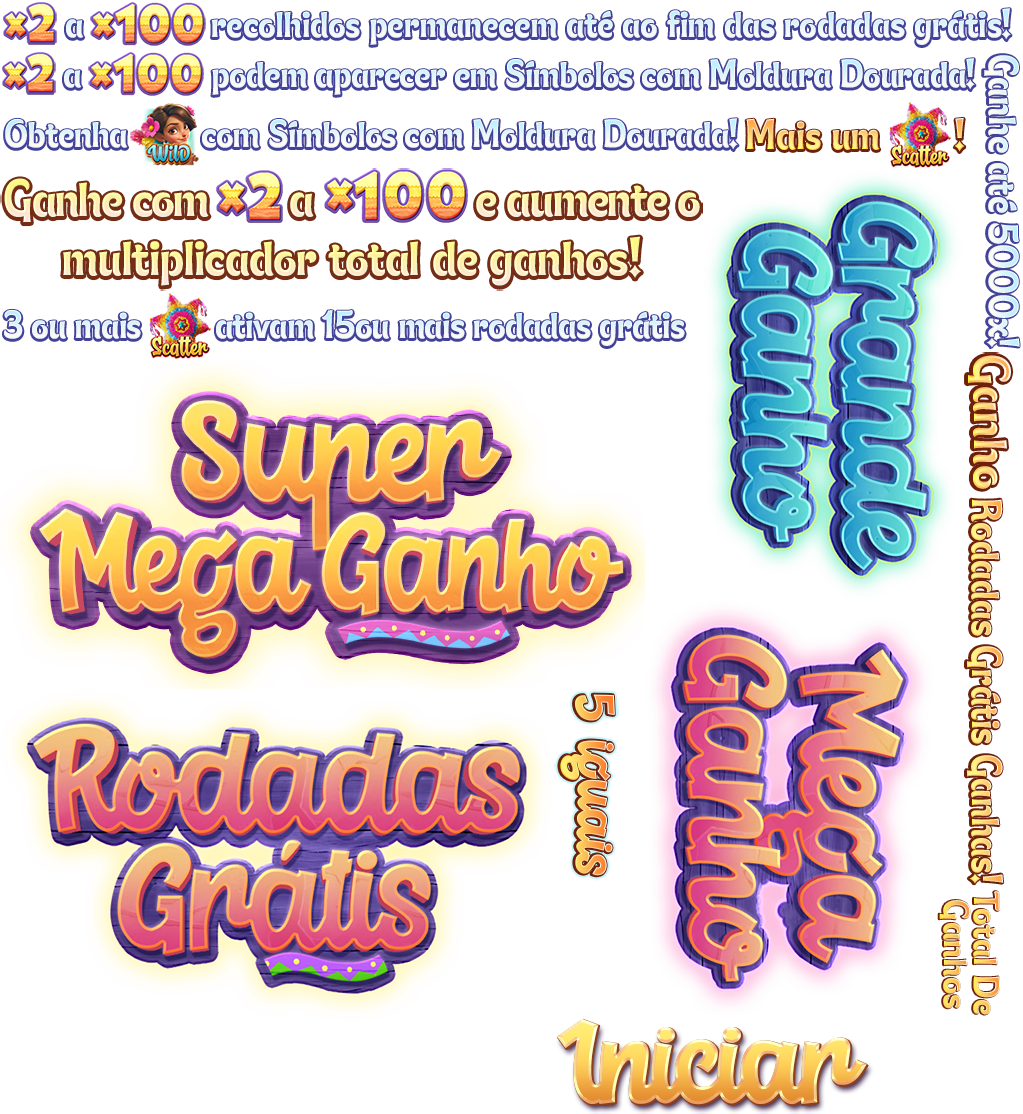 ×2 a ×100 recolhidos permanecem até ao fim das rodadas grátis!
×2 a ×100 podem aparecer em Símbolos com Moldura Dourada!
Obtenha Wild com Símbolos com Moldura Dourada!
Mais um Scatter !
Ganhe com ×2 a ×100 e aumente o
multiplicador total de ganhos!
3 ou mais Scatter ativam 15ou mais rodadas grátis
Ganhe até 5000x!
Grande
Ganho
Super
Mega Ganho
Ganho
Rodadas Grátis Ganhas!
Mega
Ganho
5 iguais
Rodadas
Grátis
Total De
Ganhos
Iniciar